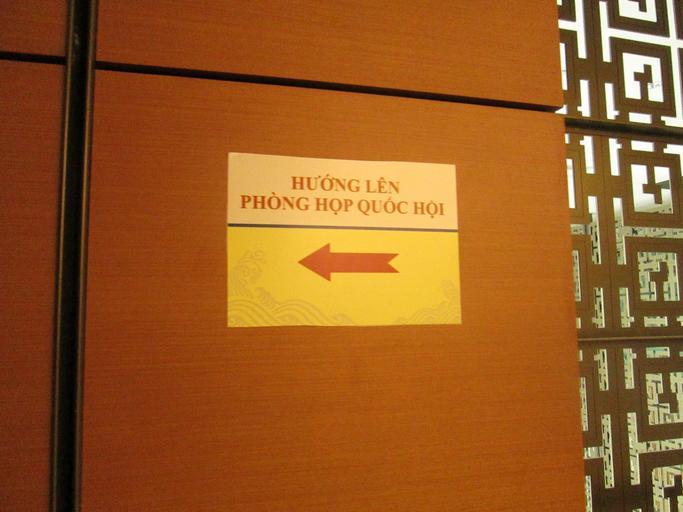 HƯỚNG LÊN
PHÒNG HỌP QUỐC HỘI